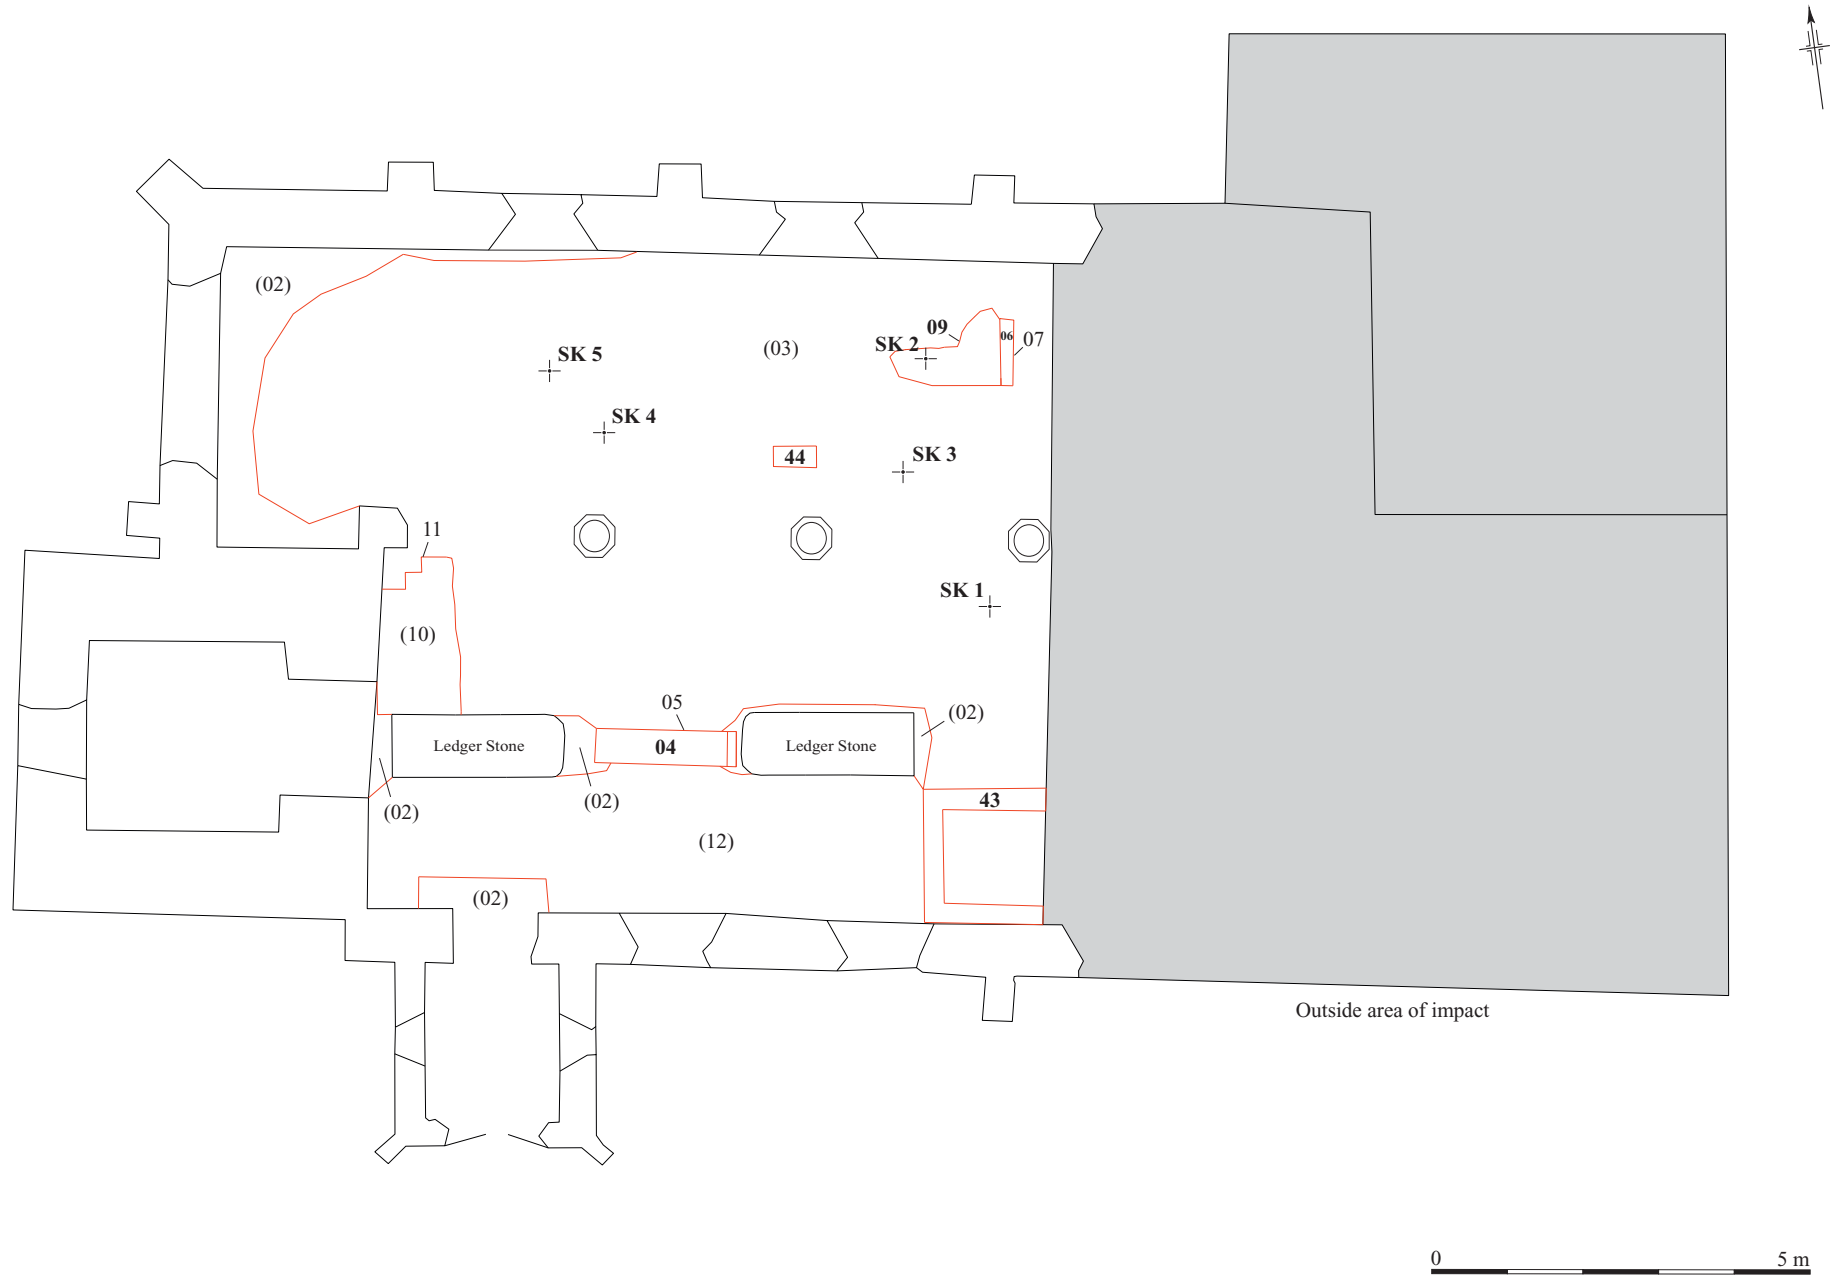 (02)
09
06
07
SK 2
(03)
SK 5
SK 4
44
SK 3
11
SK 1
(10)
05
(02)
Ledger Stone
04
Ledger Stone
(02)
(02)
43
(12)
(02)
Outside area of impact
0
5 m